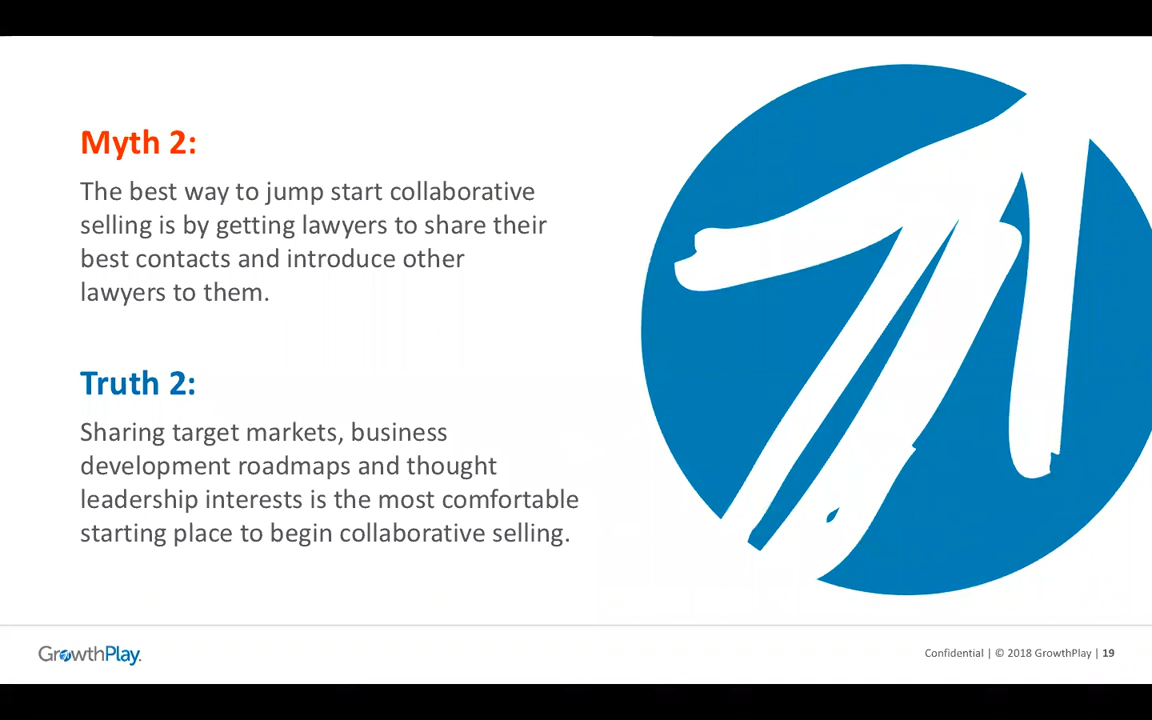 Myth 2:
The best way to jump start collaborative
selling is by getting lawyers to share their
best contacts and introduce other
lawyers to them.
Truth 2:
Sharing target markets, business
development roadmaps and thought
leadership interests is the most comfortable
starting place to begin collaborative selling.
GrowthPlay.
Confidential | © 2018 GrowthPlay | 19